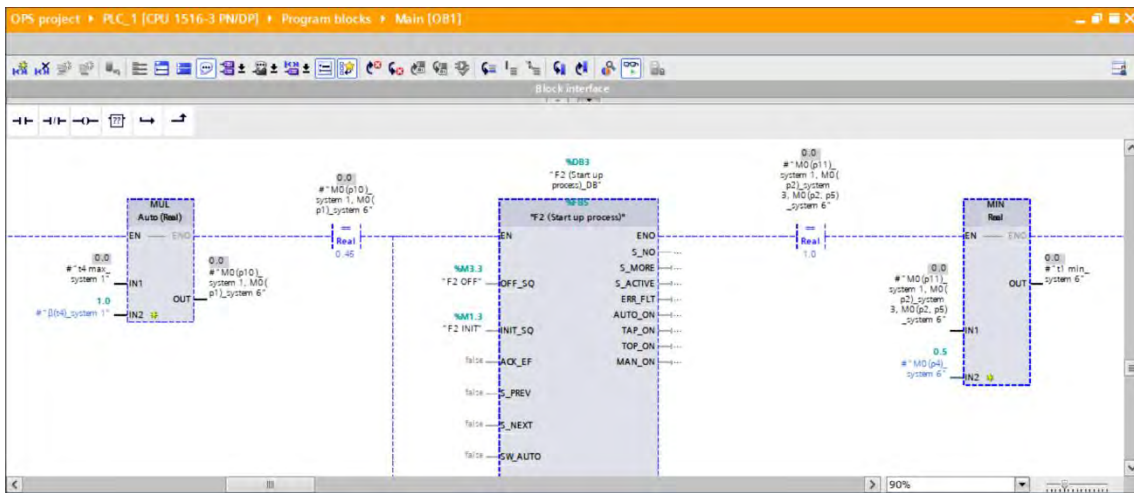 OPS project ▸ PLC_1 [CPU 1516-3 PN/DP] ▸ Program blocks ▸ Main [OB1]
Block interface
MUL
Auto (Real)
EN
ENO
0.0
#"t4 max_
system 1"
IN1
1.0
#"β(t4)_system 1"
IN2
OUT
0.0
#"M0(p10)_
system 1, M0(
p1)_system 6"
0.0
#"M0(p10)_
system 1, M0(
p1)_system 6"
==
Real
0.45
%DB3
"F2 (Start up
process)_DB"
%FB5
"F2 (Start up process)"
EN
ENO
S_NO
S_MORE
%M3.3
"F2 OFF"
OFF_SQ
S_ACTIVE
ERR_FLT
AUTO_ON
%M1.3
"F2 INIT"
INIT_SQ
TAP_ON
TOP_ON
false
ACK_EF
MAN_ON
false
S_PREV
false
S_NEXT
false
SW_AUTO
0.0
#"M0(p11)_
system 1, M0(
p2)_system
3, M0(p2, p5)
_system 6"
==
Real
1.0
MIN
Real
EN
ENO
0.0
#"M0(p11)_
system 1, M0(
p2)_system
3, M0(p2, p5)
_system 6"
IN1
0.5
#"M0(p4)_
system 6"
IN2
OUT
0.0
#"t1 min_
system 6"
90%